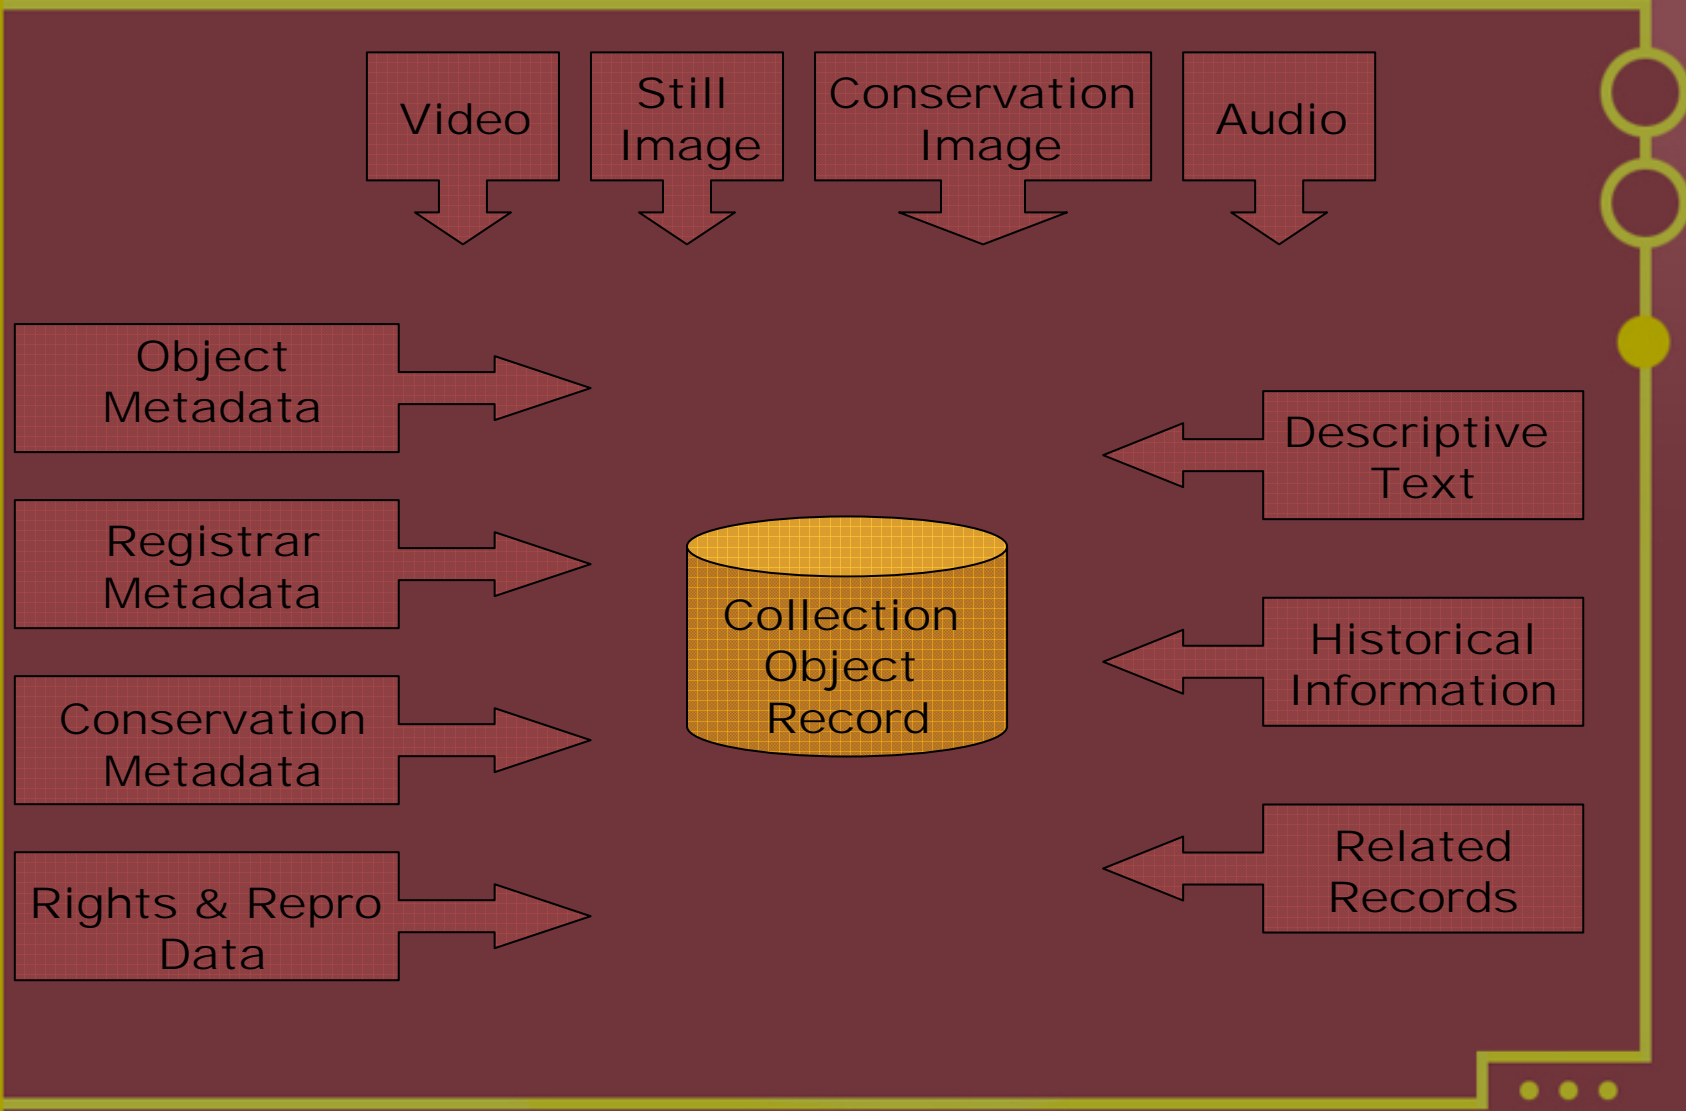 Video
Still
Image
Conservation
Image
Audio
Object
Metadata
Registrar
Metadata
Conservation
Metadata
Rights & Repro
Data
Collection
Object
Record
Descriptive
Text
Historical
Information
Related
Records